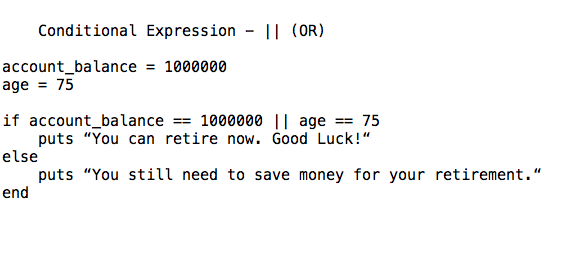 Conditional Expression – || (OR)
account_balance = 1000000
age = 75
if account_balance == 1000000 || age == 75
puts “You can retire now. Good Luck!“
else
puts “You still need to save money for your retirement.“
end